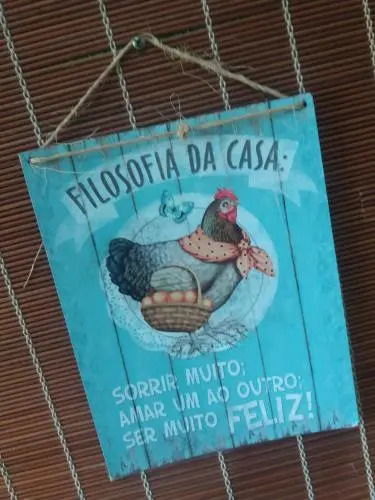 FILOSOFIA DA CASA:
SORRIR MUITO;
AMAR UM AO OUTRO;
SER MUITO FELIZ!